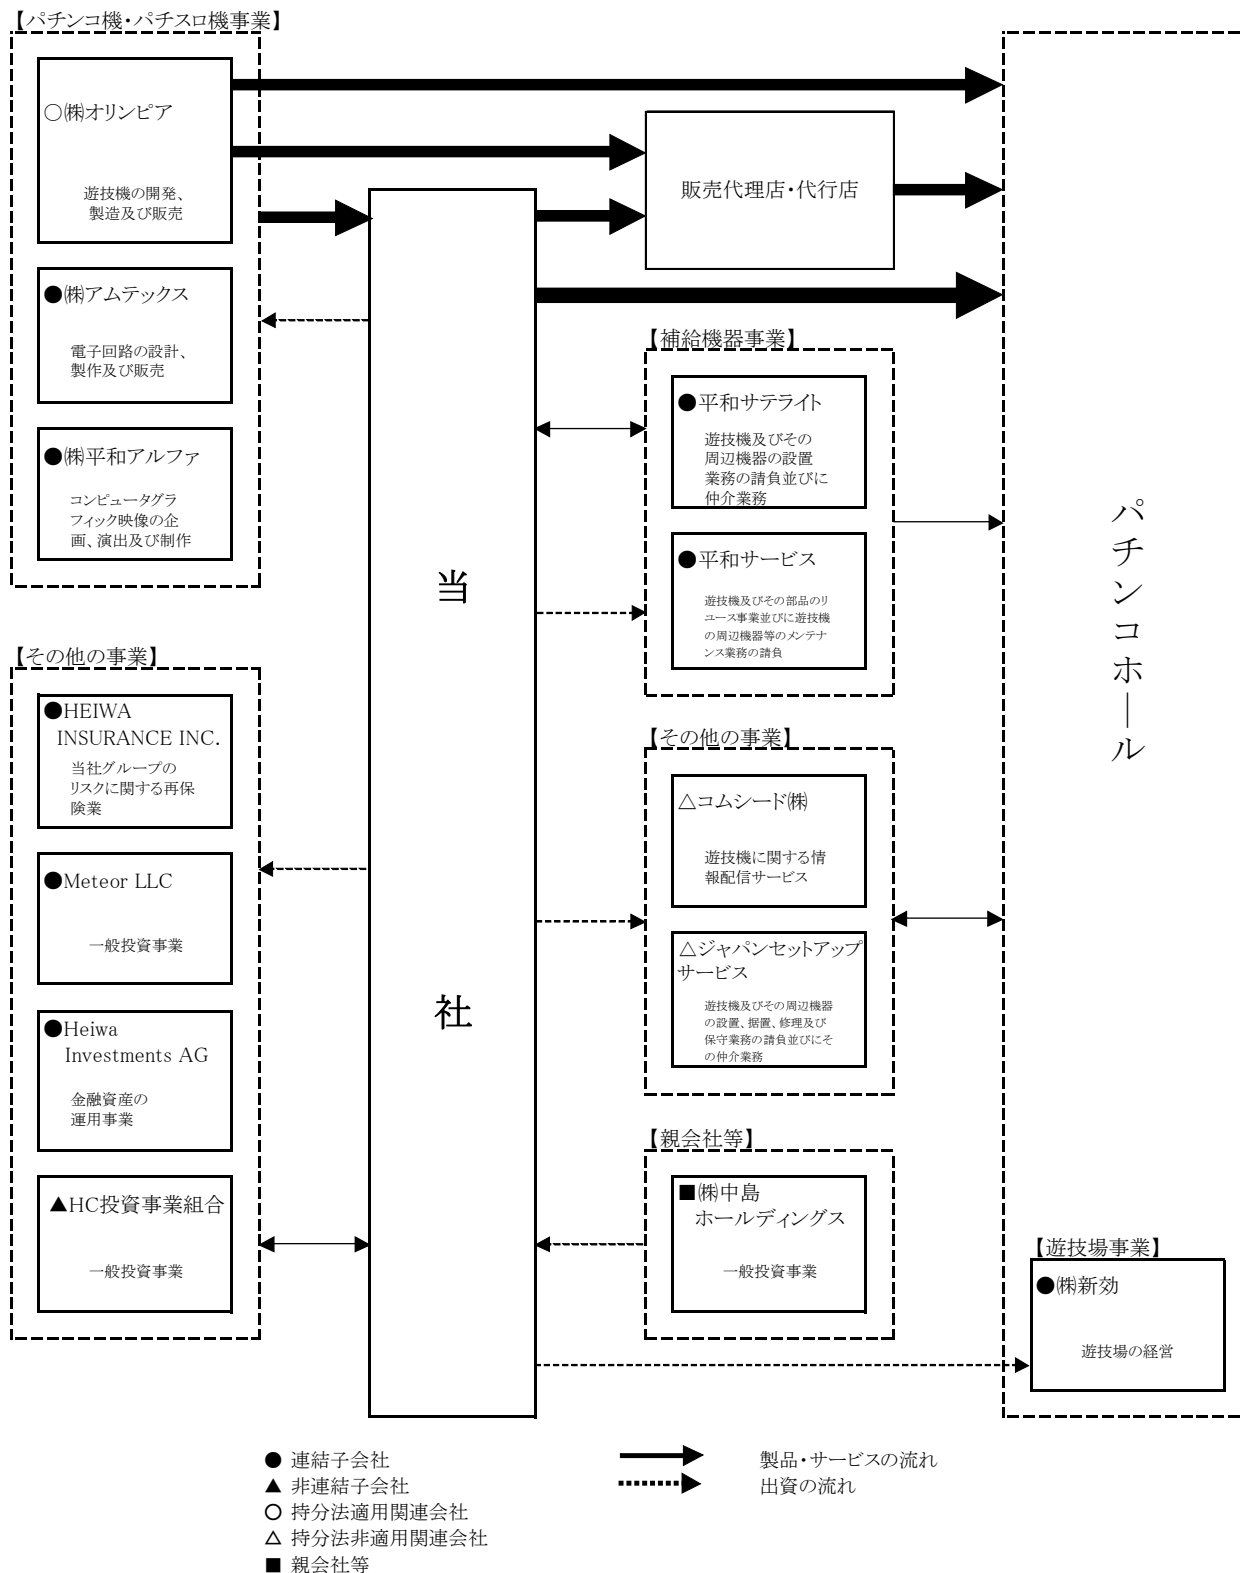 【パチンコ機・パチスロ機事業】
○㈱オリンピア
遊技機の開発、
製造及び販売
●㈱アムテックス
電子回路の設計、
製作及び販売
●㈱平和アルファ
コンピュータグラ
フィック映像の企
画、演出及び制作
【その他の事業】
●HEIWA
INSURANCE INC.
当社グループの
リスクに関する再保
険業
●Meteor LLC
一般投資事業
●Heiwa
Investments AG
金融資産の
運用事業
▲HC投資事業組合
一般投資事業
当
社
販売代理店・代行店
【補給機器事業】
●平和サテライト
遊技機及びその
周辺機器の設置
業務の請負並びに
仲介業務
●平和サービス
遊技機及びその部品のリ
ユース事業並びに遊技機
の周辺機器等のメンテナ
ンス業務の請負
【その他の事業】
△コムシード㈱
遊技機に関する情
報配信サービス
△ジャパンセットアップ
サービス
遊技機及びその周辺機器
の設置、据置、修理及び
保守業務の請負並びにそ
の仲介業務
【親会社等】
■㈱中島
ホールディングス
一般投資事業
パチンコホール
【遊技場事業】
●㈱新効
遊技場の経営
● 連結子会社
▲ 非連結子会社
○ 持分法適用関連会社
△ 持分法非適用関連会社
■ 親会社等
製品・サービスの流れ
出資の流れ